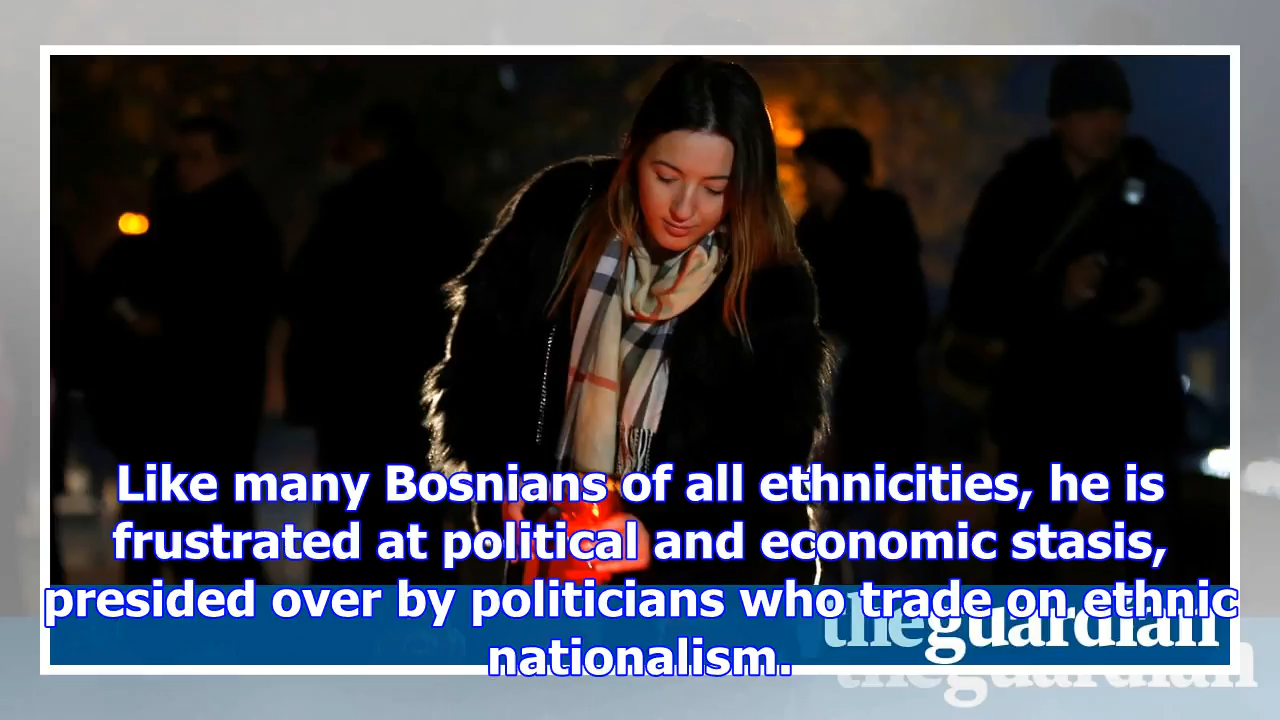 Like many Bosnians of all ethnicities, he is
frustrated at political and economic stasis,
presided over by politicians who trade on ethnic
nationalism.
theguardian
theguardian